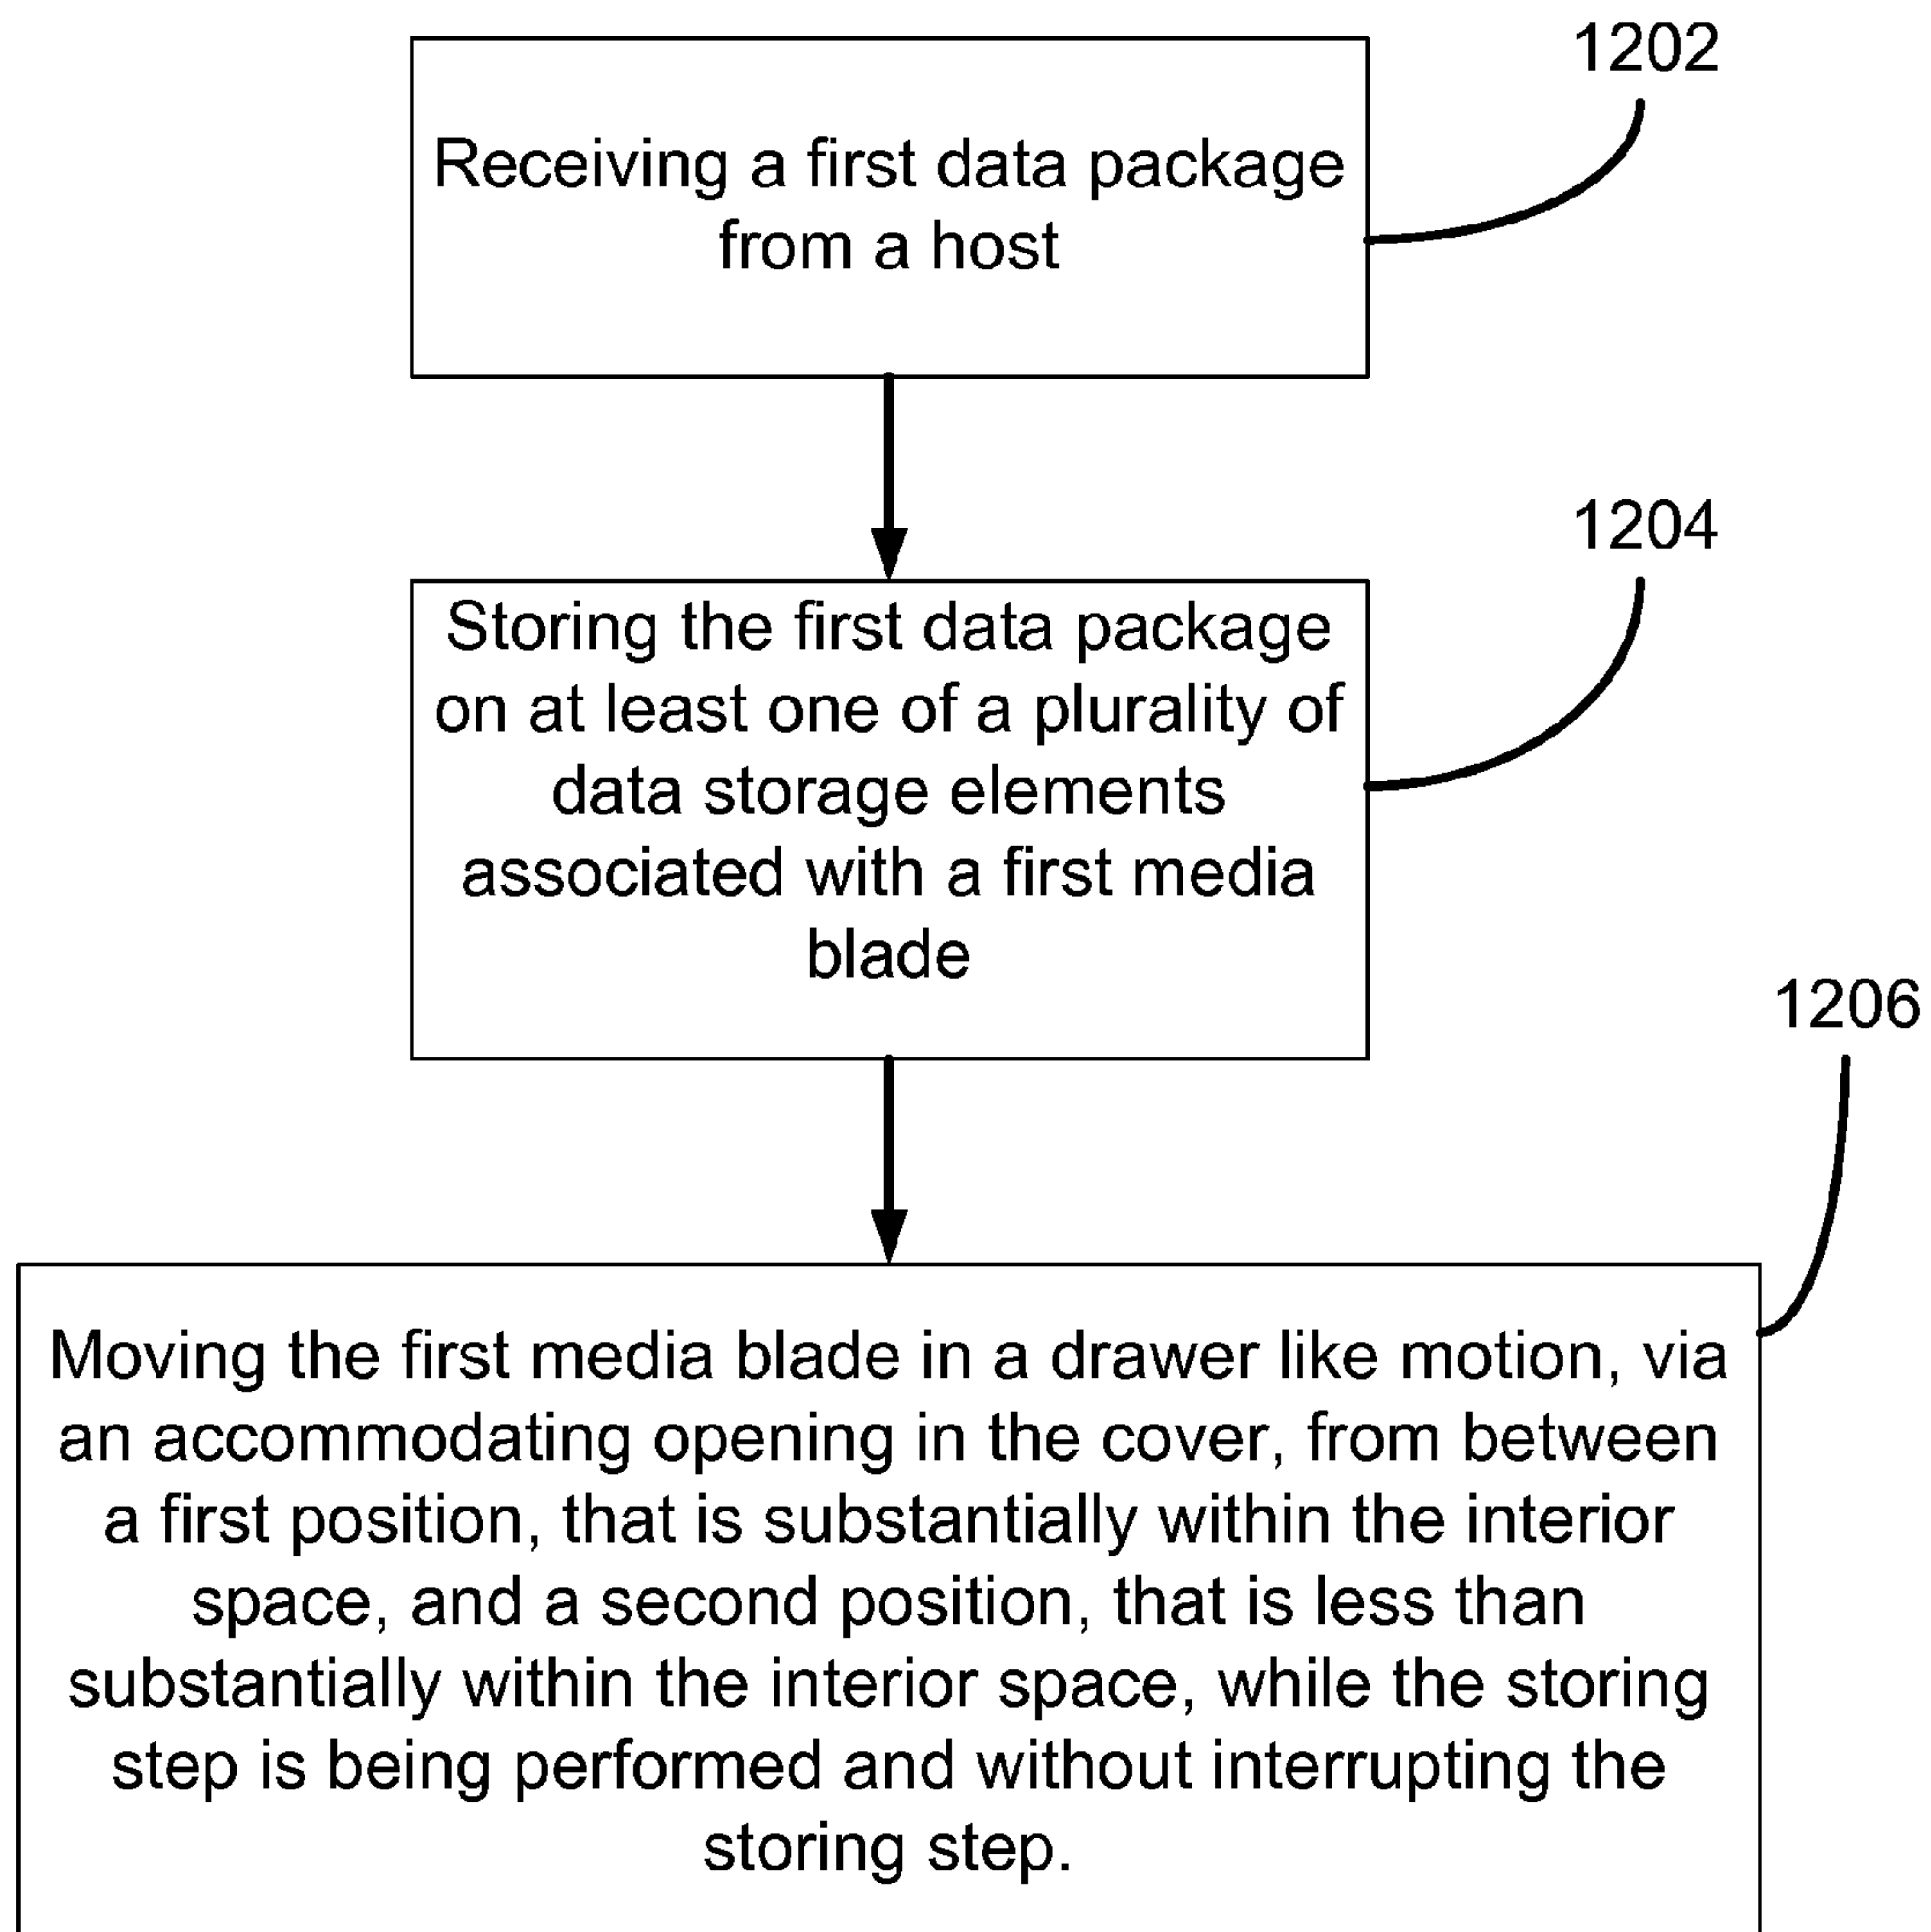 1202
Receiving a first data package
from a host
1204
Storing the first data package
on at least one of a plurality of
data storage elements
associated with a first media
blade
1206
Moving the first media blade in a drawer like motion, via
an accommodating opening in the cover, from between
a first position, that is substantially within the interior
space, and a second position, that is less than
substantially within the interior space, while the storing
step is being performed and without interrupting the
storing step.